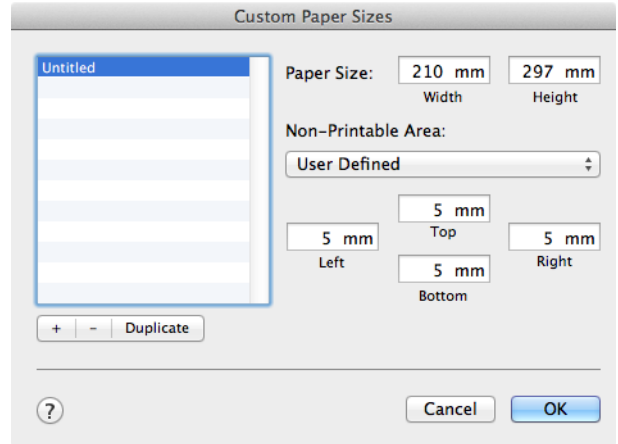 Custom Paper Sizes
Untitled
Paper Size:
210 mm
297 mm
Width
Height
Non-Printable Area:
User Defined
5 mm
Top
5 mm
Left
5 mm
Right
5 mm
Bottom
+ - Duplicate
?
Cancel
OK